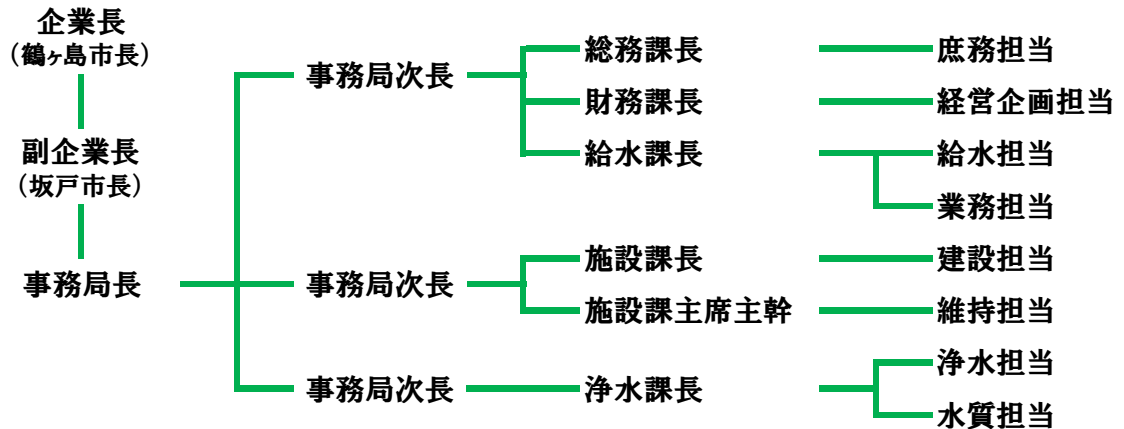 企業長
（鶴ヶ島市長）
副企業長
（坂戸市長）
事務局長
事務局次長
総務課長
庶務担当
財務課長
経営企画担当
給水課長
給水担当
業務担当
事務局次長
施設課長
建設担当
施設課主席主幹
維持担当
事務局次長
浄水課長
浄水担当
水質担当